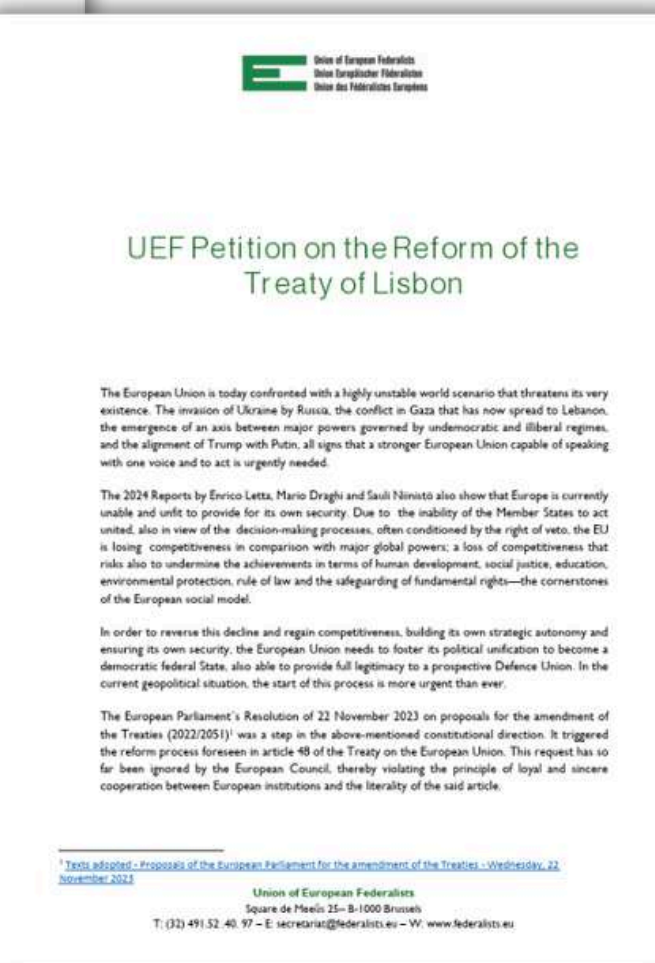 Union of European Federalists
Union Europäischer Föderalisten
Union des Fédéralistes Européens
UEF Petition on the Reform of the
Treaty of Lisbon
The European Union is today confronted with a highly unstable world scenario that threatens its very
existence. The invasion of Ukraine by Russia, the conflict in Gaza that has now spread to Lebanon,
the emergence of an axis between major powers governed by undemocratic and illiberal regimes,
and the alignment of Trump with Putin, all signs that a stronger European Union capable of speaking
with one voice and to act is urgently needed.
The 2024 Reports by Enrico Letta, Mario Draghi and Sauli Niinistö also show that Europe is currently
unable and unfit to provide for its own security. Due to the inability of the Member States to act
united, also in view of the decision-making processes, often conditioned by the right of veto, the EU
is losing competitiveness in comparison with major global powers; a loss of competitiveness that
risks also to undermine the achievements in terms of human development, social justice, education,
environmental protection, rule of law and the safeguarding of fundamental rights—the cornerstones
of the European social model.
In order to reverse this decline and regain competitiveness, building its own strategic autonomy and
ensuring its own security, the European Union needs to foster its political unification to become a
democratic federal State, also able to provide full legitimacy to a prospective Defence Union. In the
current geopolitical situation, the start of this process is more urgent than ever.
The European Parliament´s Resolution of 22 November 2023 on proposals for the amendment of
the Treaties (2022/2051)¹ was a step in the above-mentioned constitutional direction. It triggered
the reform process foreseen in article 48 of the Treaty on the European Union. This request has so
far been ignored by the European Council, thereby violating the principle of loyal and sincere
cooperation between European institutions and the literality of the said article.
¹ Texts adopted - Proposals of the European Parliament for the amendment of the Treaties - Wednesday, 22
November 2023
Union of European Federalists
Square de Meeûs 25– B-1000 Brussels
T: (32) 491.52 .40. 97 – E: secretariat@federalists.eu – W: www.federalists.eu